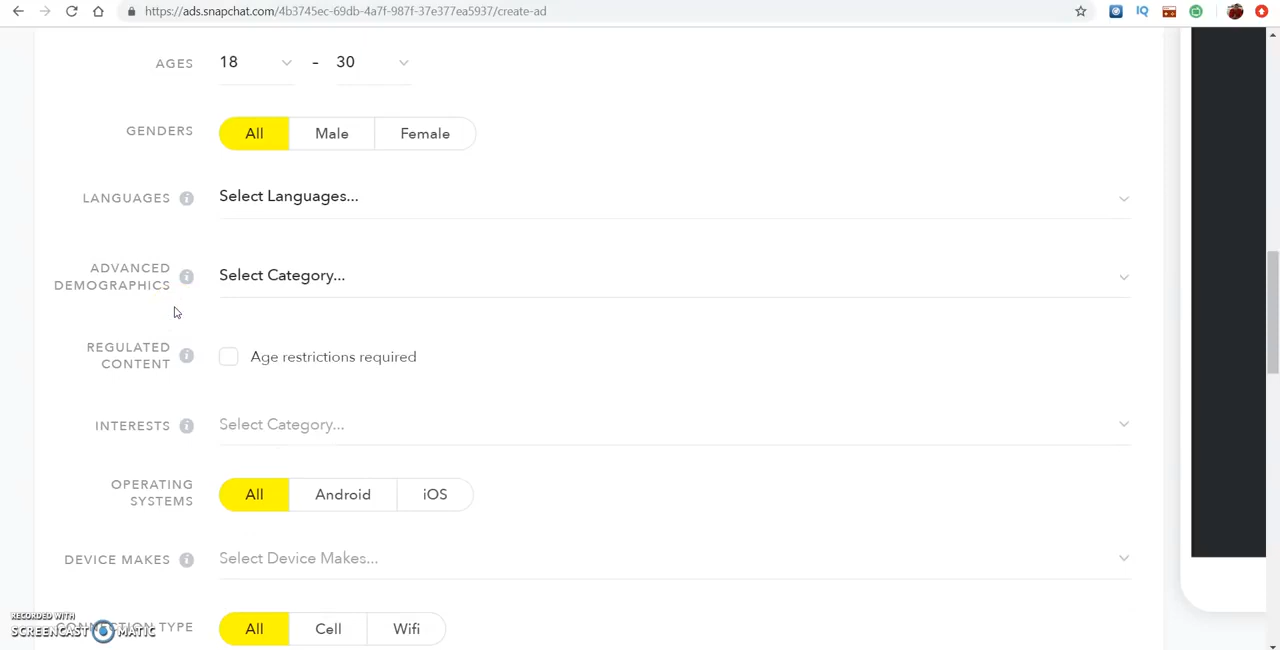 https://ads.snapchat.com/4b3745ec-69db-4a7f-987f-37e377ea5937/create-ad
IQ
AGES 18 - 30
GENDERS All Male Female
LANGUAGES i Select Languages...
ADVANCED
DEMOGRAPHICS i Select Category...
REGULATED
CONTENT i Age restrictions required
INTERESTS i Select Category...
OPERATING
SYSTEMS All Android iOS
DEVICE MAKES i Select Device Makes...
RECORDED WITH
SCREENCAST MATIC
CONNECTION TYPE All Cell Wifi